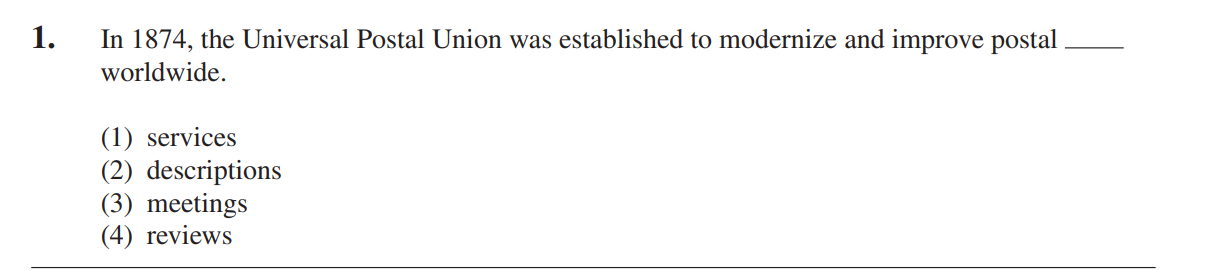 1. In 1874, the Universal Postal Union was established to modernize and improve postal ____
worldwide.
(1) services
(2) descriptions
(3) meetings
(4) reviews